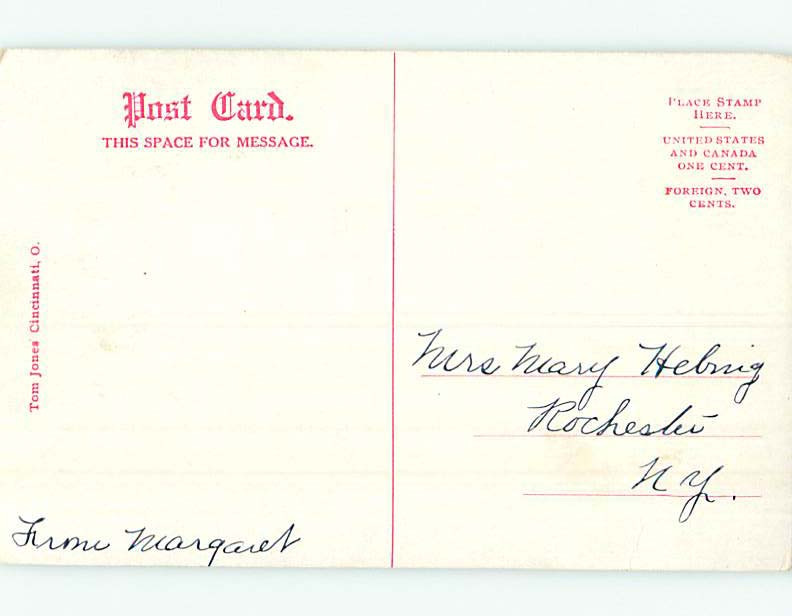 Post Card.
THIS SPACE FOR MESSAGE.
Tom Jones Cincinnati, O.
From Margaret
PLACE STAMP
HERE.
UNITED STATES
AND CANADA
ONE CENT.
FOREIGN, TWO
CENTS.
Mrs Mary Helmig
Rochester
N.Y.